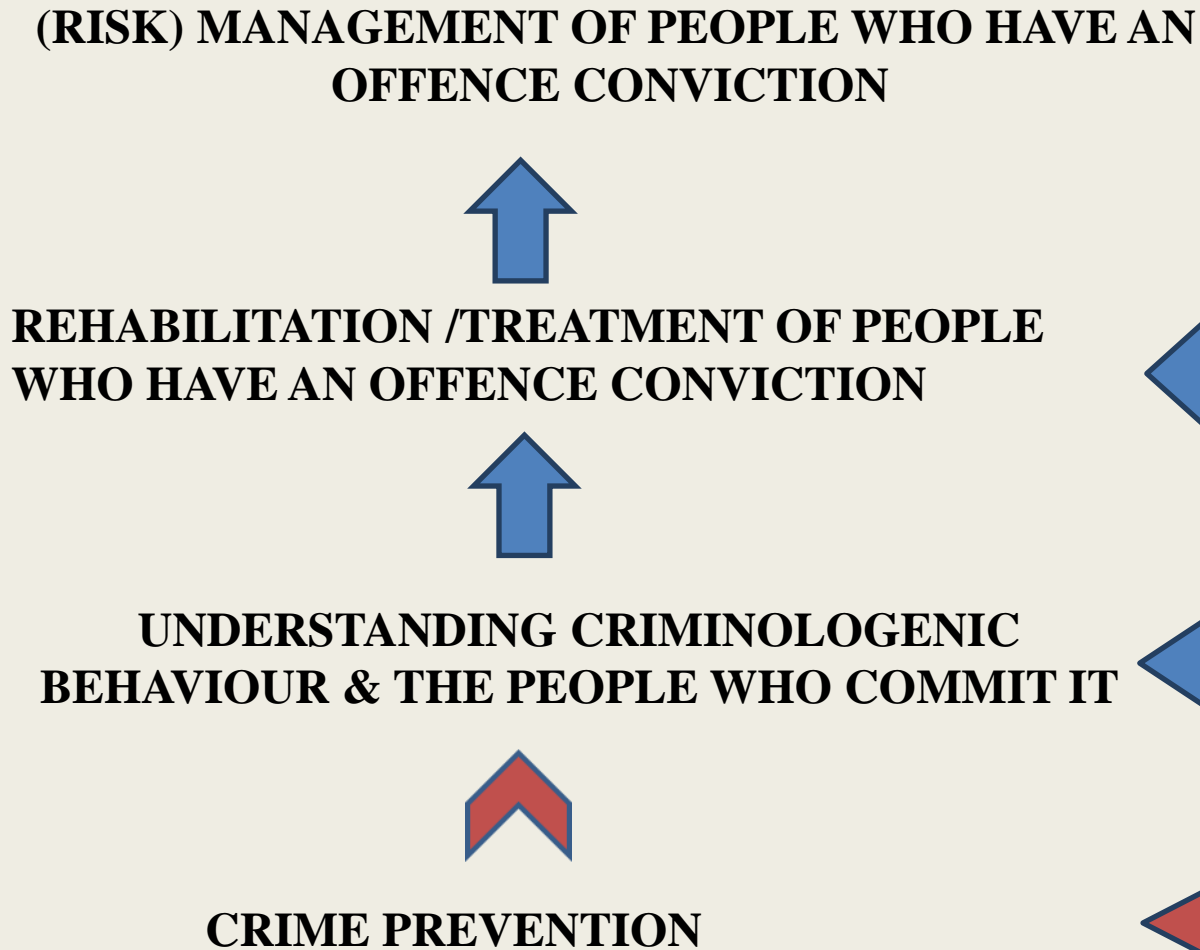 (RISK) MANAGEMENT OF PEOPLE WHO HAVE AN
OFFENCE CONVICTION
REHABILITATION /TREATMENT OF PEOPLE
WHO HAVE AN OFFENCE CONVICTION
UNDERSTANDING CRIMINOLOGENIC
BEHAVIOUR & THE PEOPLE WHO COMMIT IT
CRIME PREVENTION